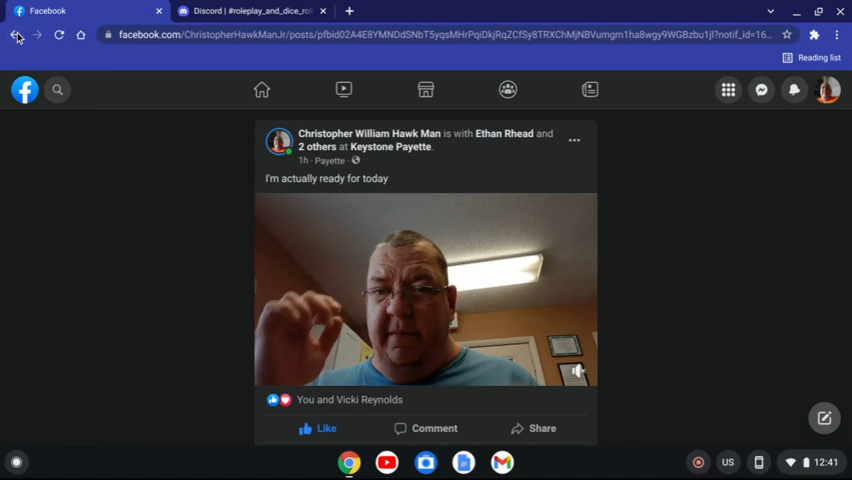 Facebook
Discord | #roleplay_and_dice_rol
facebook.com/ChristopherHawkManJr/posts/pfbid02A4E8YMNDdSNbT5yqsMHrPqiDkjRqZCfSy8TRXChMjNBVumgm1ha8wgy9WGBzbu1jl?notif_id=16...
Reading list
Christopher William Hawk Man is with Ethan Rhead and
2 others at Keystone Payette.
1h · Payette ·
I'm actually ready for today
You and Vicki Reynolds
Like
Comment
Share
US
12:41